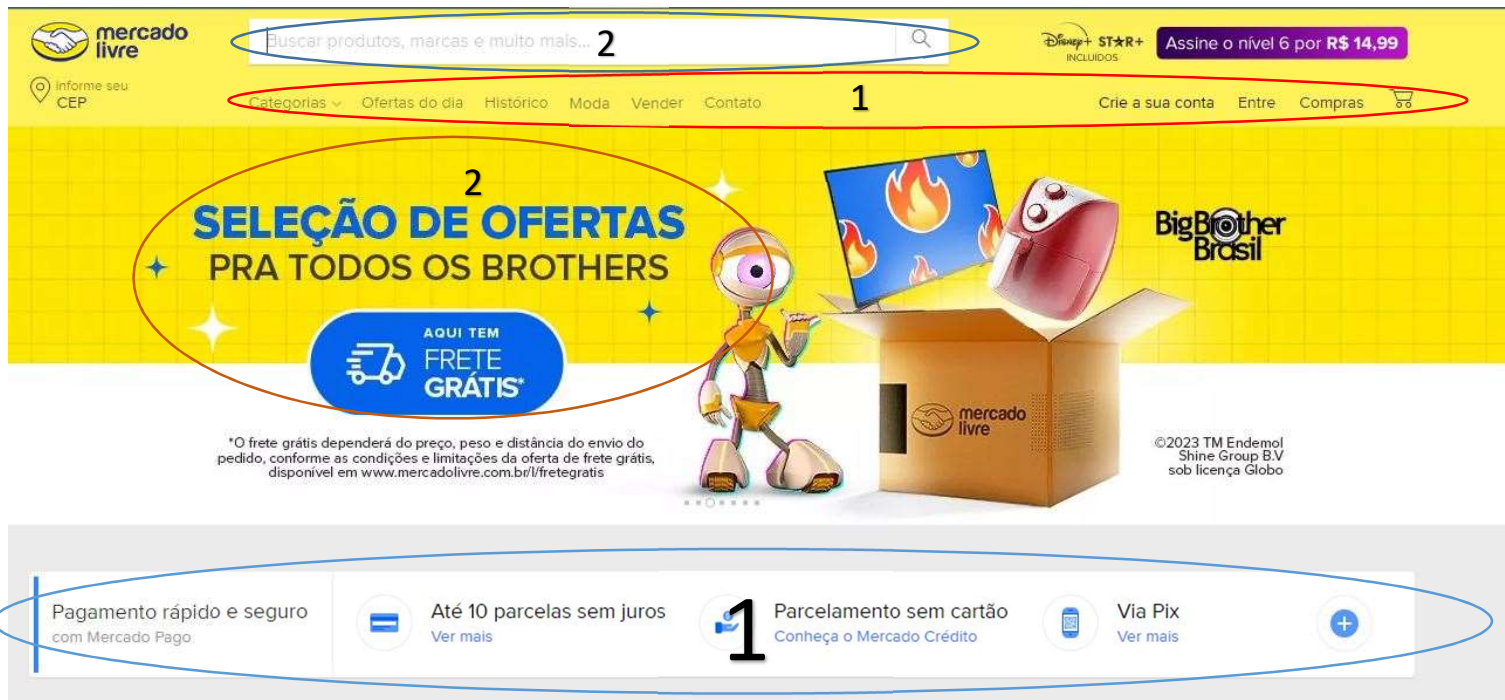 mercado
livre
Buscar produtos, marcas e muito mais...
2
Disney+ STAR+
INCLUÍDOS
Assine o nível 6 por R$ 14,99
Informe seu
CEP
Categorias Ofertas do dia Histórico Moda Vender Contato
1
Crie a sua conta Entre Compras
2
SELEÇÃO DE OFERTAS
PRA TODOS OS BROTHERS
AQUI TEM
FRETE
GRÁTIS*
*O frete grátis dependerá do preço, peso e distância do envio do
pedido, conforme as condições e limitações da oferta de frete grátis,
disponível em www.mercadolivre.com.br/l/fretegratis
mercado
livre
BigBrother
Brasil
©2023 TM Endemol
Shine Group B.V
sob licença Globo
Pagamento rápido e seguro
com Mercado Pago
Até 10 parcelas sem juros
Ver mais
1
Parcelamento sem cartão
Conheça o Mercado Crédito
Via Pix
Ver mais